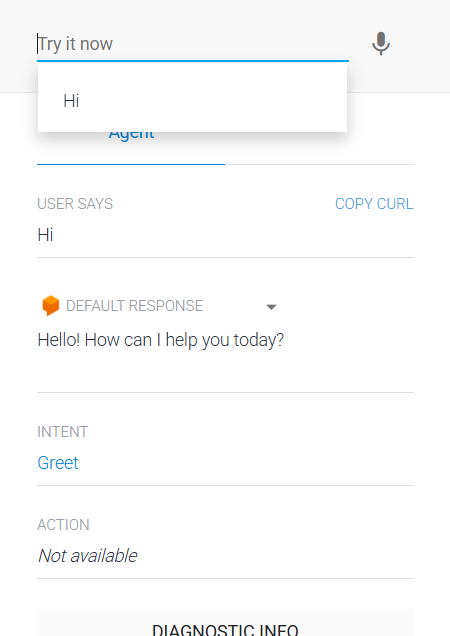 Try it now
Hi
Agent
USER SAYS
COPY CURL
Hi
DEFAULT RESPONSE
Hello! How can I help you today?
INTENT
Greet
ACTION
Not available
DIAGNOSTIC INFO